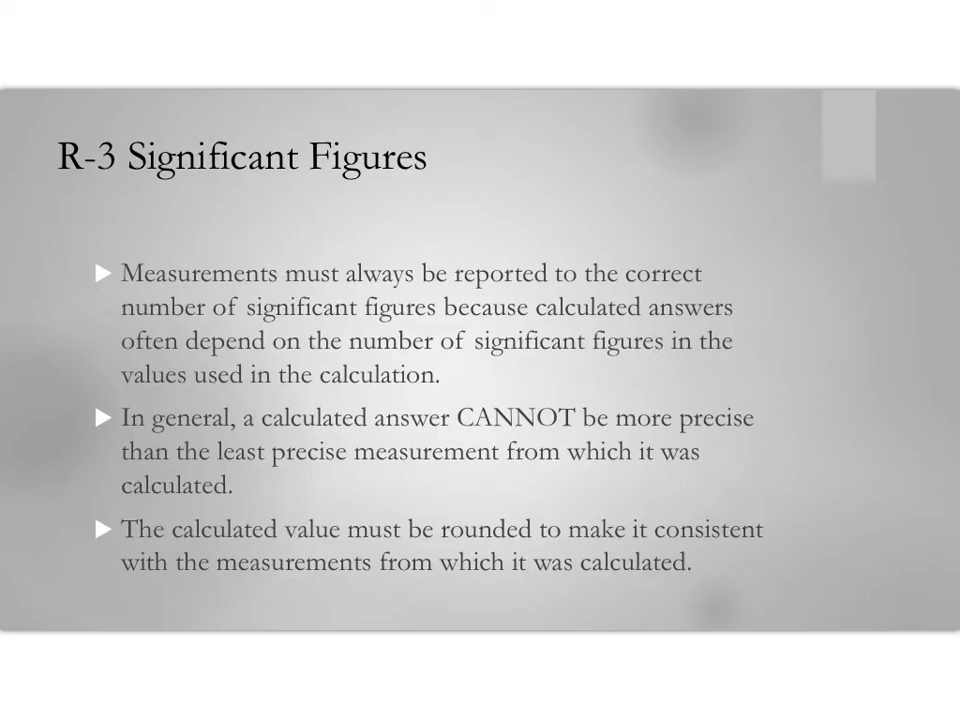 R-3 Significant Figures
Measurements must always be reported to the correct
number of significant figures because calculated answers
often depend on the number of significant figures in the
values used in the calculation.
In general, a calculated answer CANNOT be more precise
than the least precise measurement from which it was
calculated.
The calculated value must be rounded to make it consistent
with the measurements from which it was calculated.